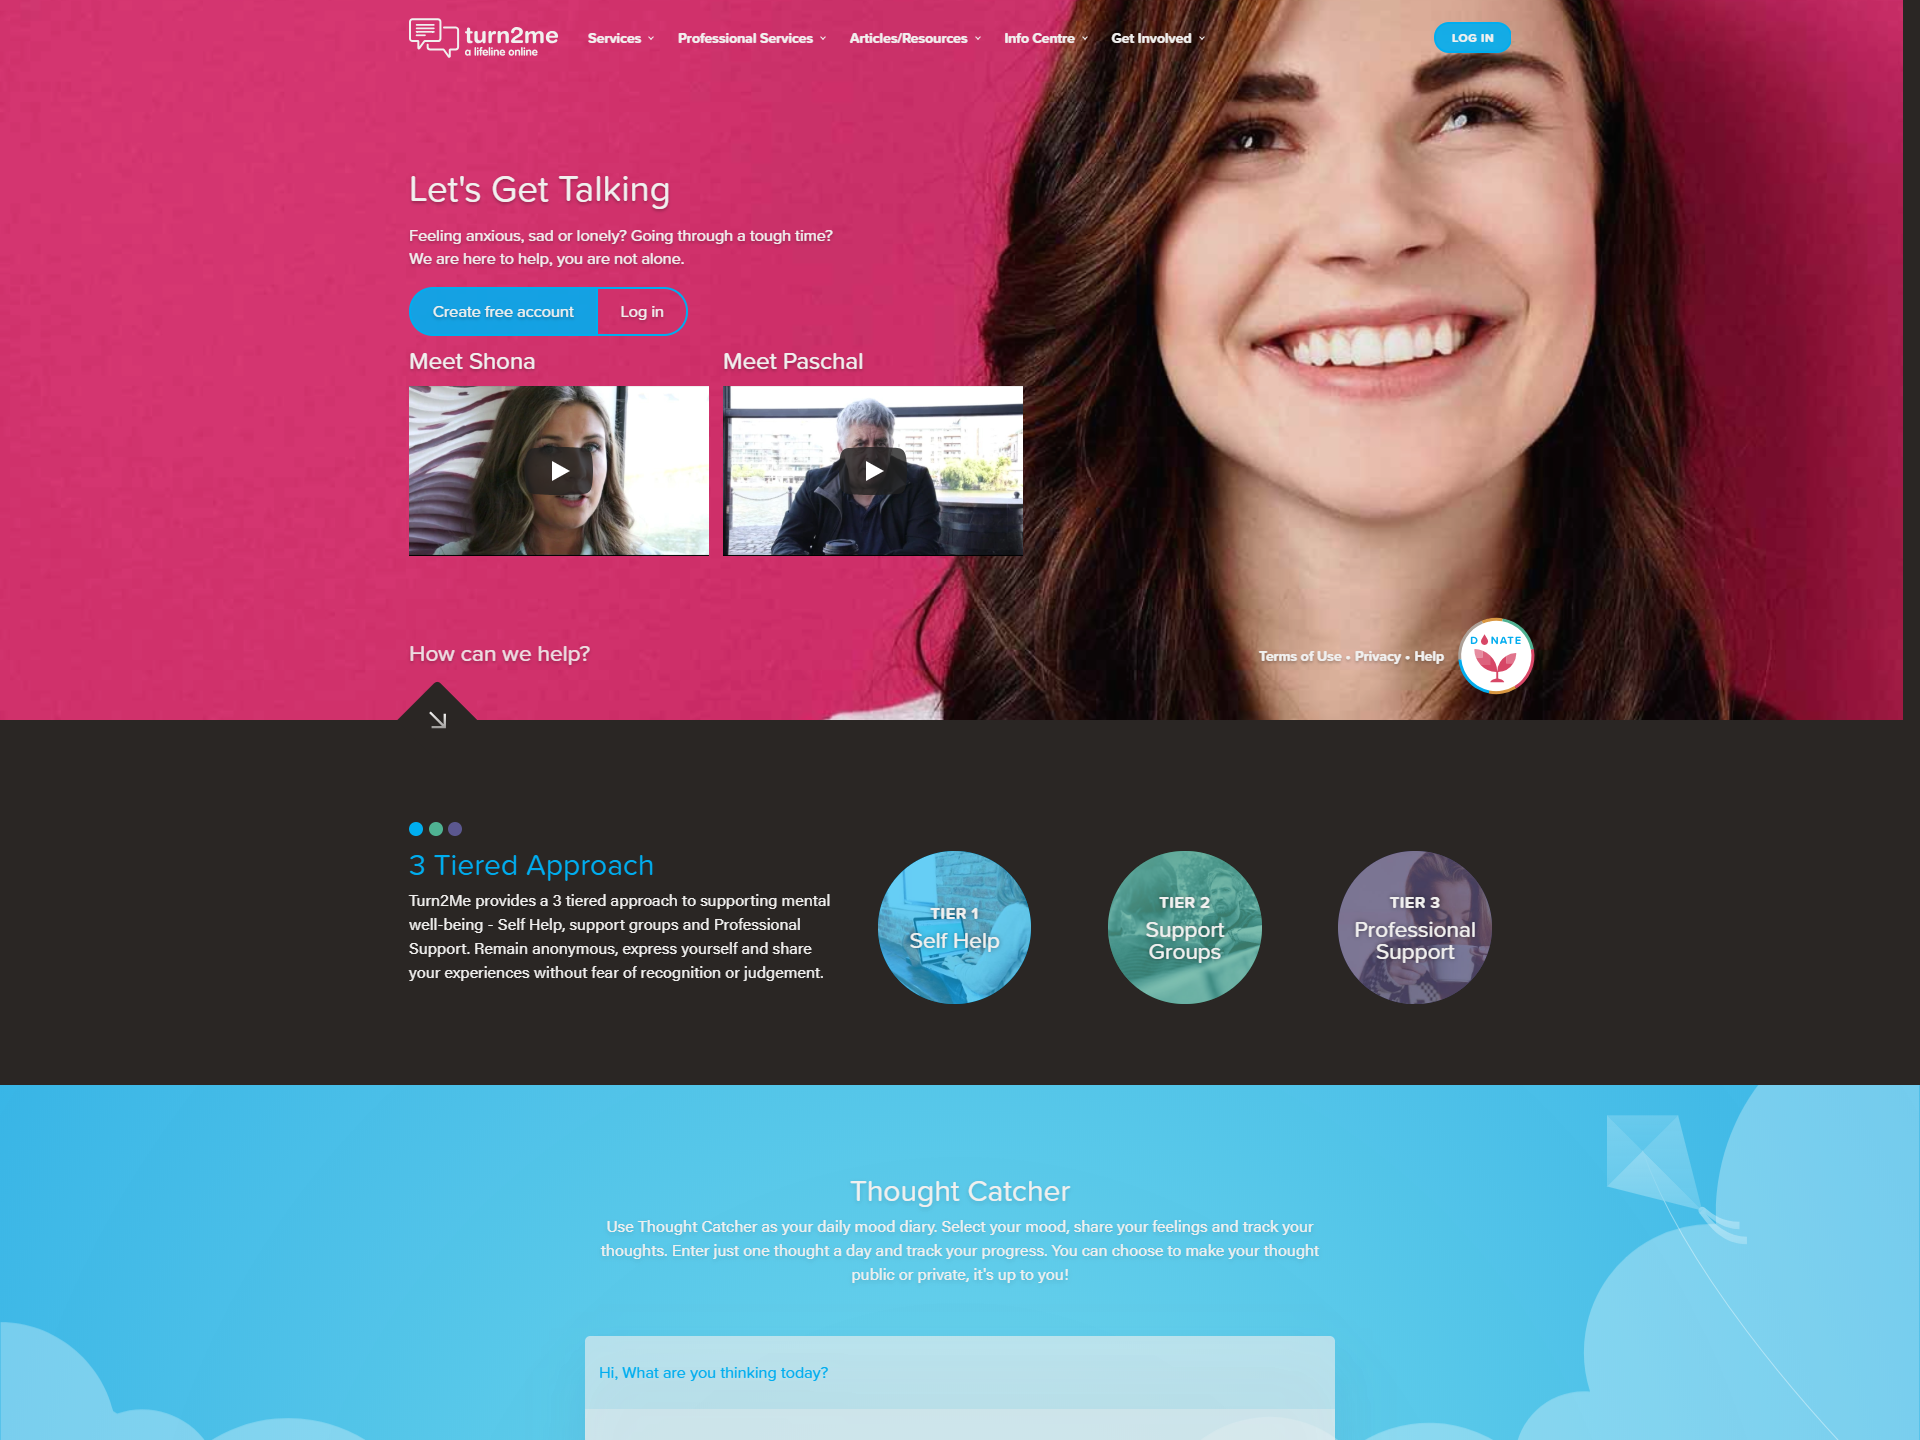 turn2me
a lifeline online
Services
Professional Services
Articles/Resources
Info Centre
Get Involved
LOG IN
Let's Get Talking
Feeling anxious, sad or lonely? Going through a tough time?
We are here to help, you are not alone.
Create free account
Log in
Meet Shona
Meet Paschal
How can we help?
Terms of Use • Privacy • Help
DONATE
3 Tiered Approach
Turn2Me provides a 3 tiered approach to supporting mental
well-being - Self Help, support groups and Professional
Support. Remain anonymous, express yourself and share
your experiences without fear of recognition or judgement.
TIER 1
Self Help
TIER 2
Support
Groups
TIER 3
Professional
Support
Thought Catcher
Use Thought Catcher as your daily mood diary. Select your mood, share your feelings and track your
thoughts. Enter just one thought a day and track your progress. You can choose to make your thought
public or private, it's up to you!
Hi, What are you thinking today?